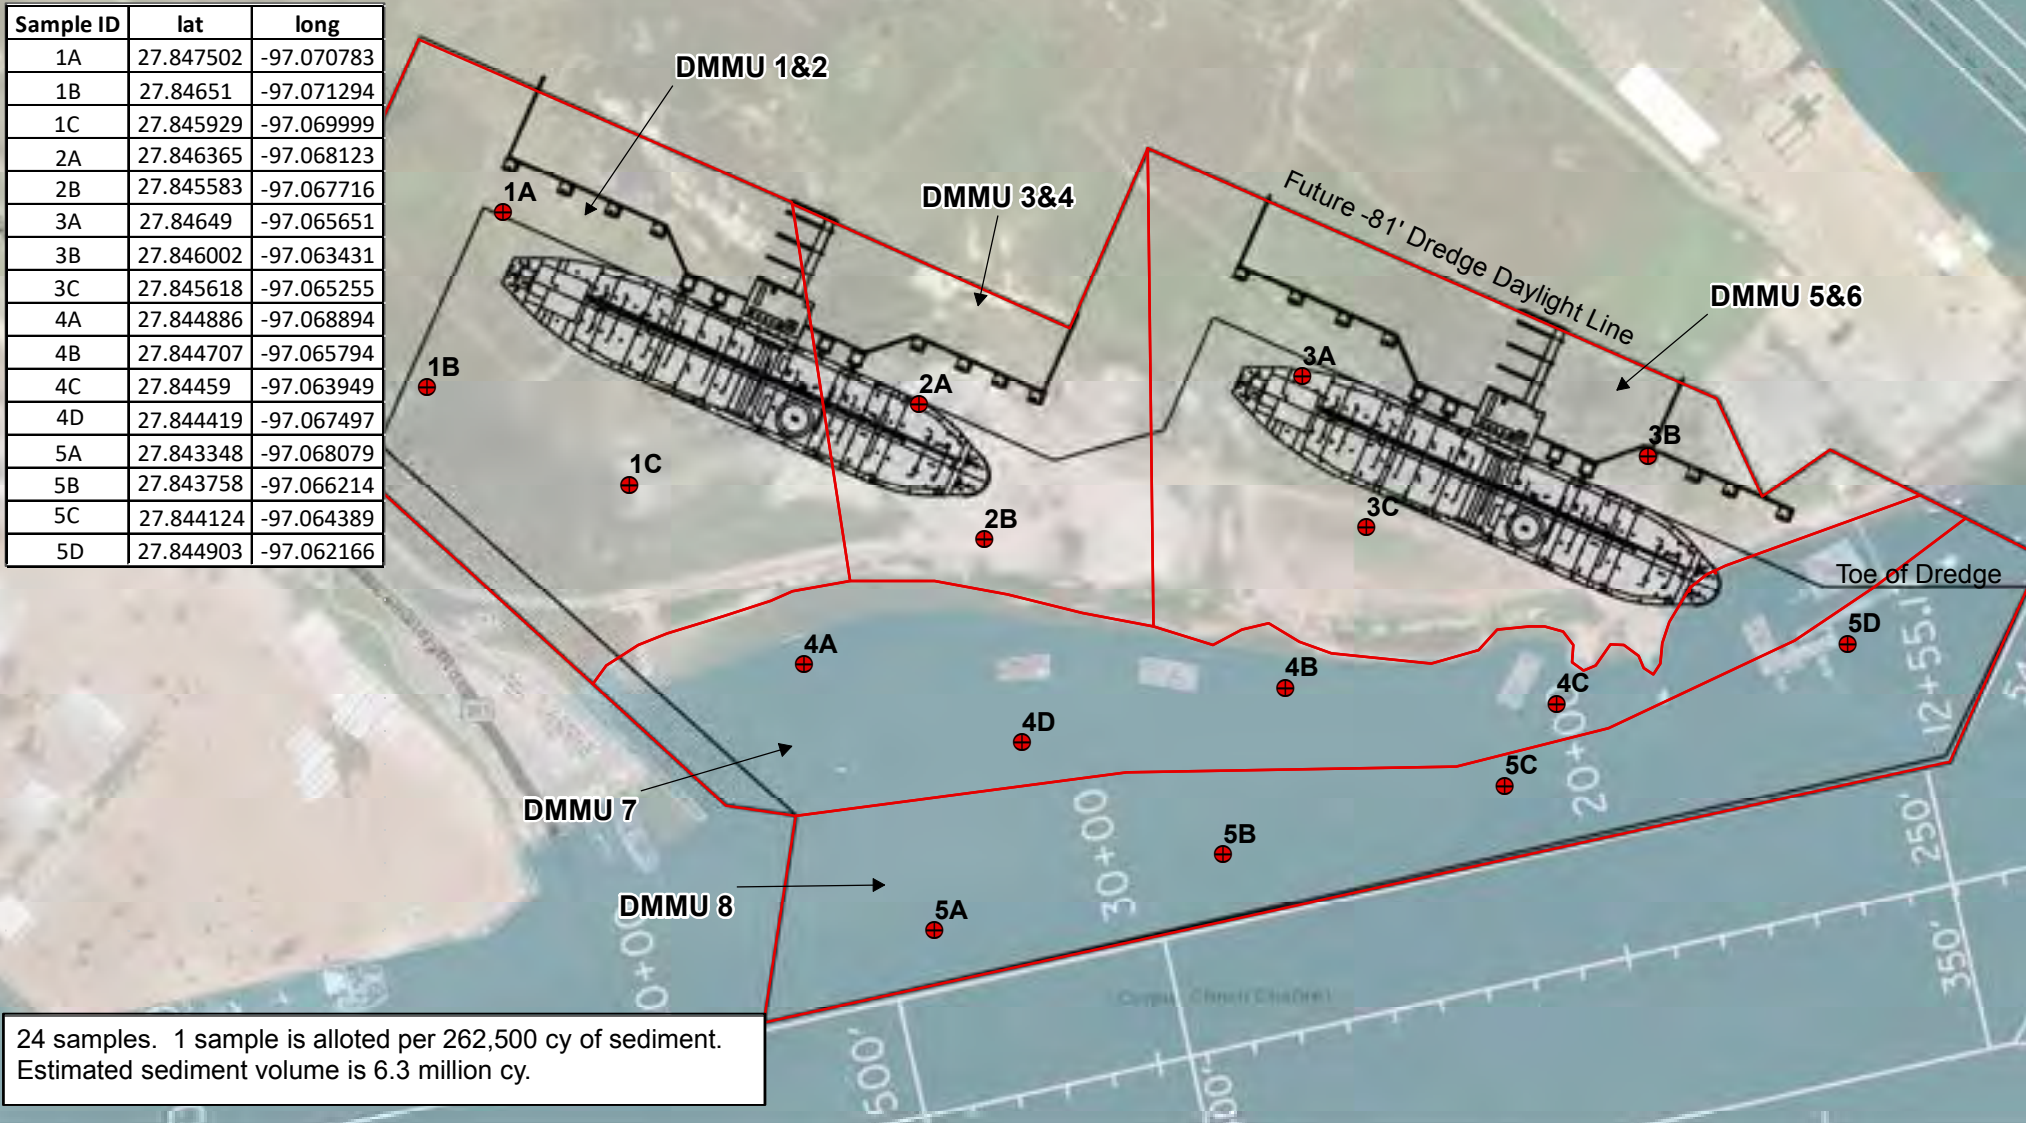 Sample ID lat long
1A 27.847502 -97.070783
1B 27.84651 -97.071294
1C 27.845929 -97.069999
2A 27.846365 -97.068123
2B 27.845583 -97.067716
3A 27.84649 -97.065651
3B 27.846002 -97.063431
3C 27.845618 -97.065255
4A 27.844886 -97.068894
4B 27.844707 -97.065794
4C 27.84459 -97.063949
4D 27.844419 -97.067497
5A 27.843348 -97.068079
5B 27.843758 -97.066214
5C 27.844124 -97.064389
5D 27.844903 -97.062166
DMMU 1&2
DMMU 3&4
Future -81' Dredge Daylight Line
DMMU 5&6
1A
1B
1C
2A
2B
3A
3B
3C
Toe of Dredge
4A
4B
4C
4D
5D
12+55.
DMMU 7
5C
20+0
30+00
5B
250'
DMMU 8
5A
0+00
350'
Corpus Christi Channel
500'
00'
24 samples. 1 sample is alloted per 262,500 cy of sediment.
Estimated sediment volume is 6.3 million cy.